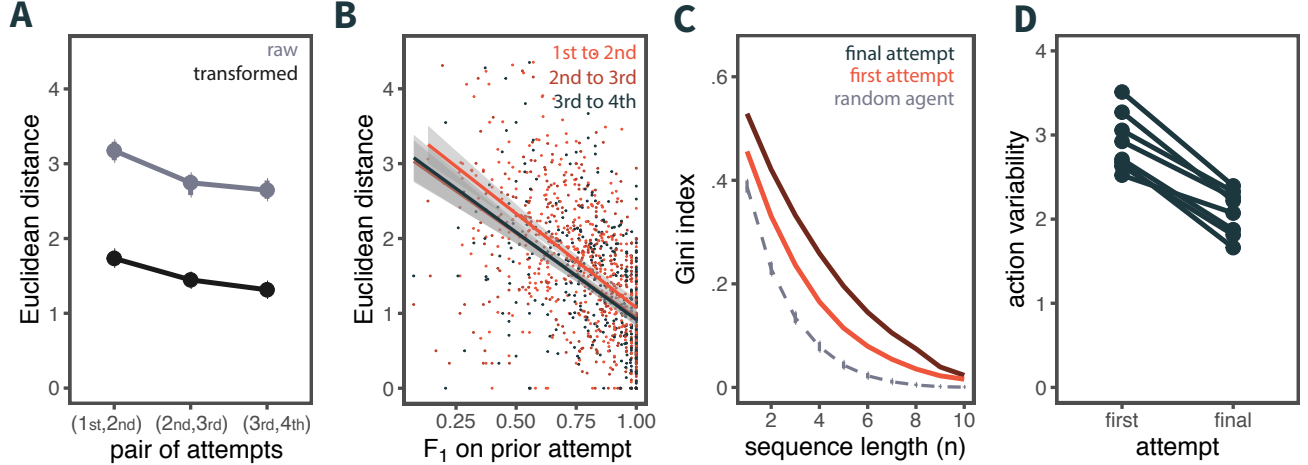 A
raw
transformed
Euclidean distance
4
3
2
1
0
(1st,2nd) (2nd,3rd) (3rd,4th)
pair of attempts
B
1st to 2nd
2nd to 3rd
3rd to 4th
Euclidean distance
4
3
2
1
0
0.25 0.50 0.75 1.00
F1 on prior attempt
C
final attempt
first attempt
random agent
Gini index
.6
.4
.2
0
2 4 6 8 10
sequence length (n)
D
action variability
4
3
2
1
0
first final
attempt